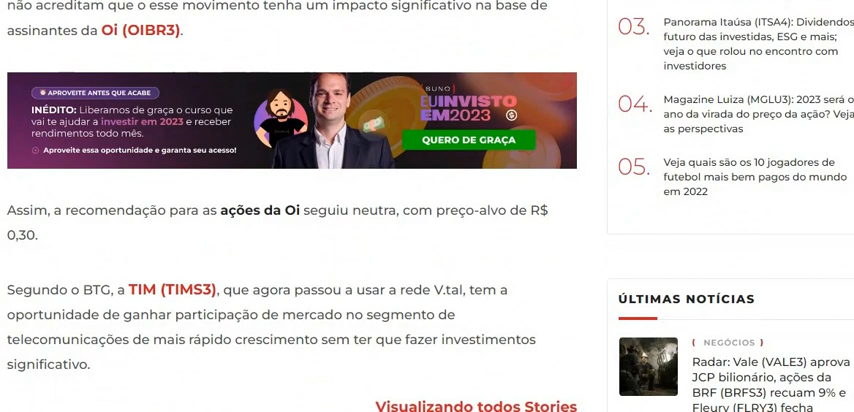 não acreditam que o esse movimento tenha um impacto significativo na base de
assinantes da Oi (OIBR3).
APROVEITE ANTES QUE ACABE
INÉDITO: Liberamos de graça o curso que
vai te ajudar a investir em 2023 e receber
rendimentos todo mês.
Aproveite essa oportunidade e garanta seu acesso!
SUNO
EUINVISTO
EM2023
QUERO DE GRAÇA
Assim, a recomendação para as ações da Oi seguiu neutra, com preço-alvo de R$
0,30.
Segundo o BTG, a TIM (TIMS3), que agora passou a usar a rede V.tal, tem a
oportunidade de ganhar participação de mercado no segmento de
telecomunicações de mais rápido crescimento sem ter que fazer investimentos
significativo.
Visualizando todos Stories
03. Panorama Itaúsa (ITSA4): Dividendos
futuro das investidas, ESG e mais;
veja o que rolou no encontro com
investidores
04. Magazine Luiza (MGLU3): 2023 será o
ano da virada do preço da ação? Veja
as perspectivas
05. Veja quais são os 10 jogadores de
futebol mais bem pagos do mundo
em 2022
ÚLTIMAS NOTÍCIAS
( NEGÓCIOS )
Radar: Vale (VALE3) aprova
JCP bilionário, ações da
BRF (BRFS3) recuam 9% e
Fleury (FLRY3) fecha